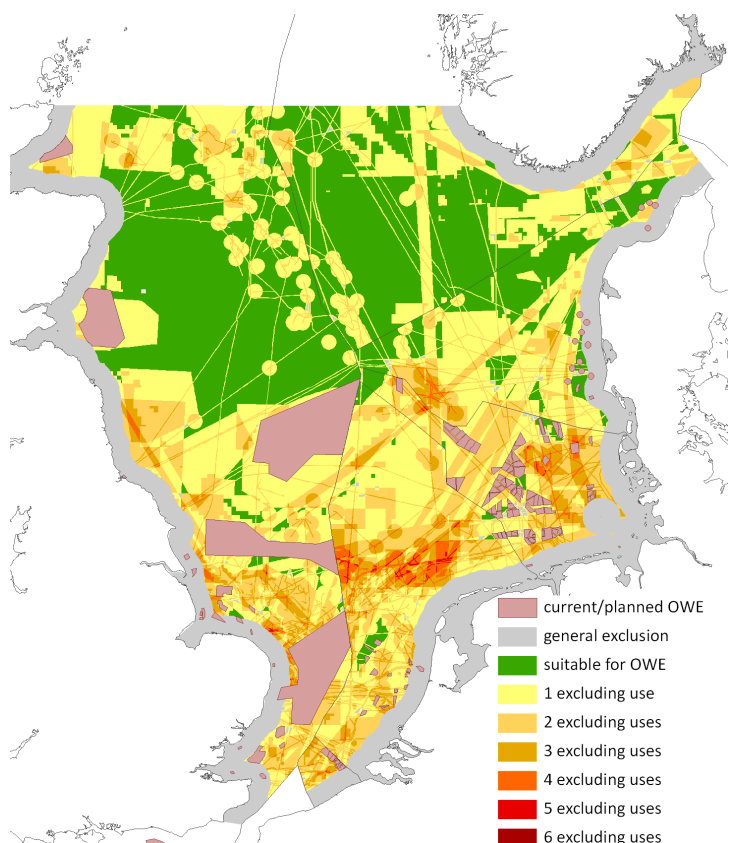 current/planned OWE
general exclusion
suitable for OWE
1 excluding use
2 excluding uses
3 excluding uses
4 excluding uses
5 excluding uses
6 excluding uses